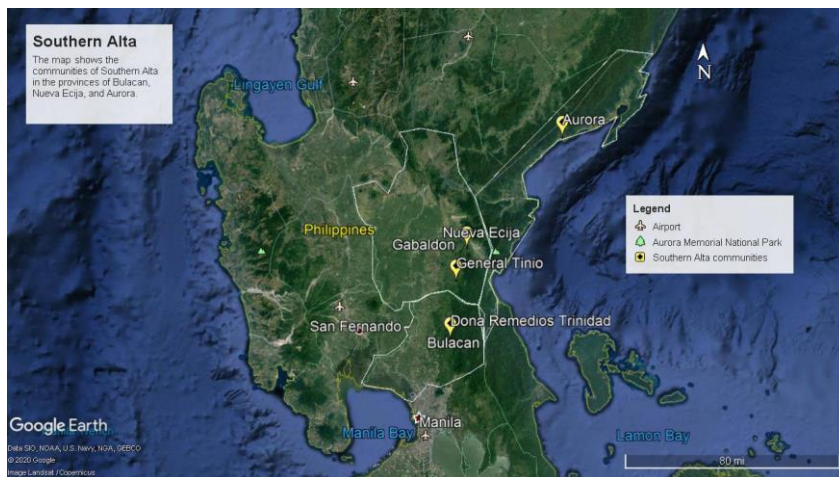 Southern Alta
The map shows the
communities of Southern Alta
in the provinces of Bulacan,
Nueva Ecija, and Aurora.
Lingayen Gulf
N
Aurora
Legend
Airport
Aurora Memorial National Park
Southern Alta communities
Philippines
Nueva Ecija
Gabaldon
General Tinio
San Fernando
Dona Remedios Trinidad
Bulacan
Manila
Manila Bay
Lamon Bay
Google Earth
Data SIO, NOAA, U.S. Navy, NGA, GEBCO
© 2020 Google
Image Landsat / Copernicus
80 mi